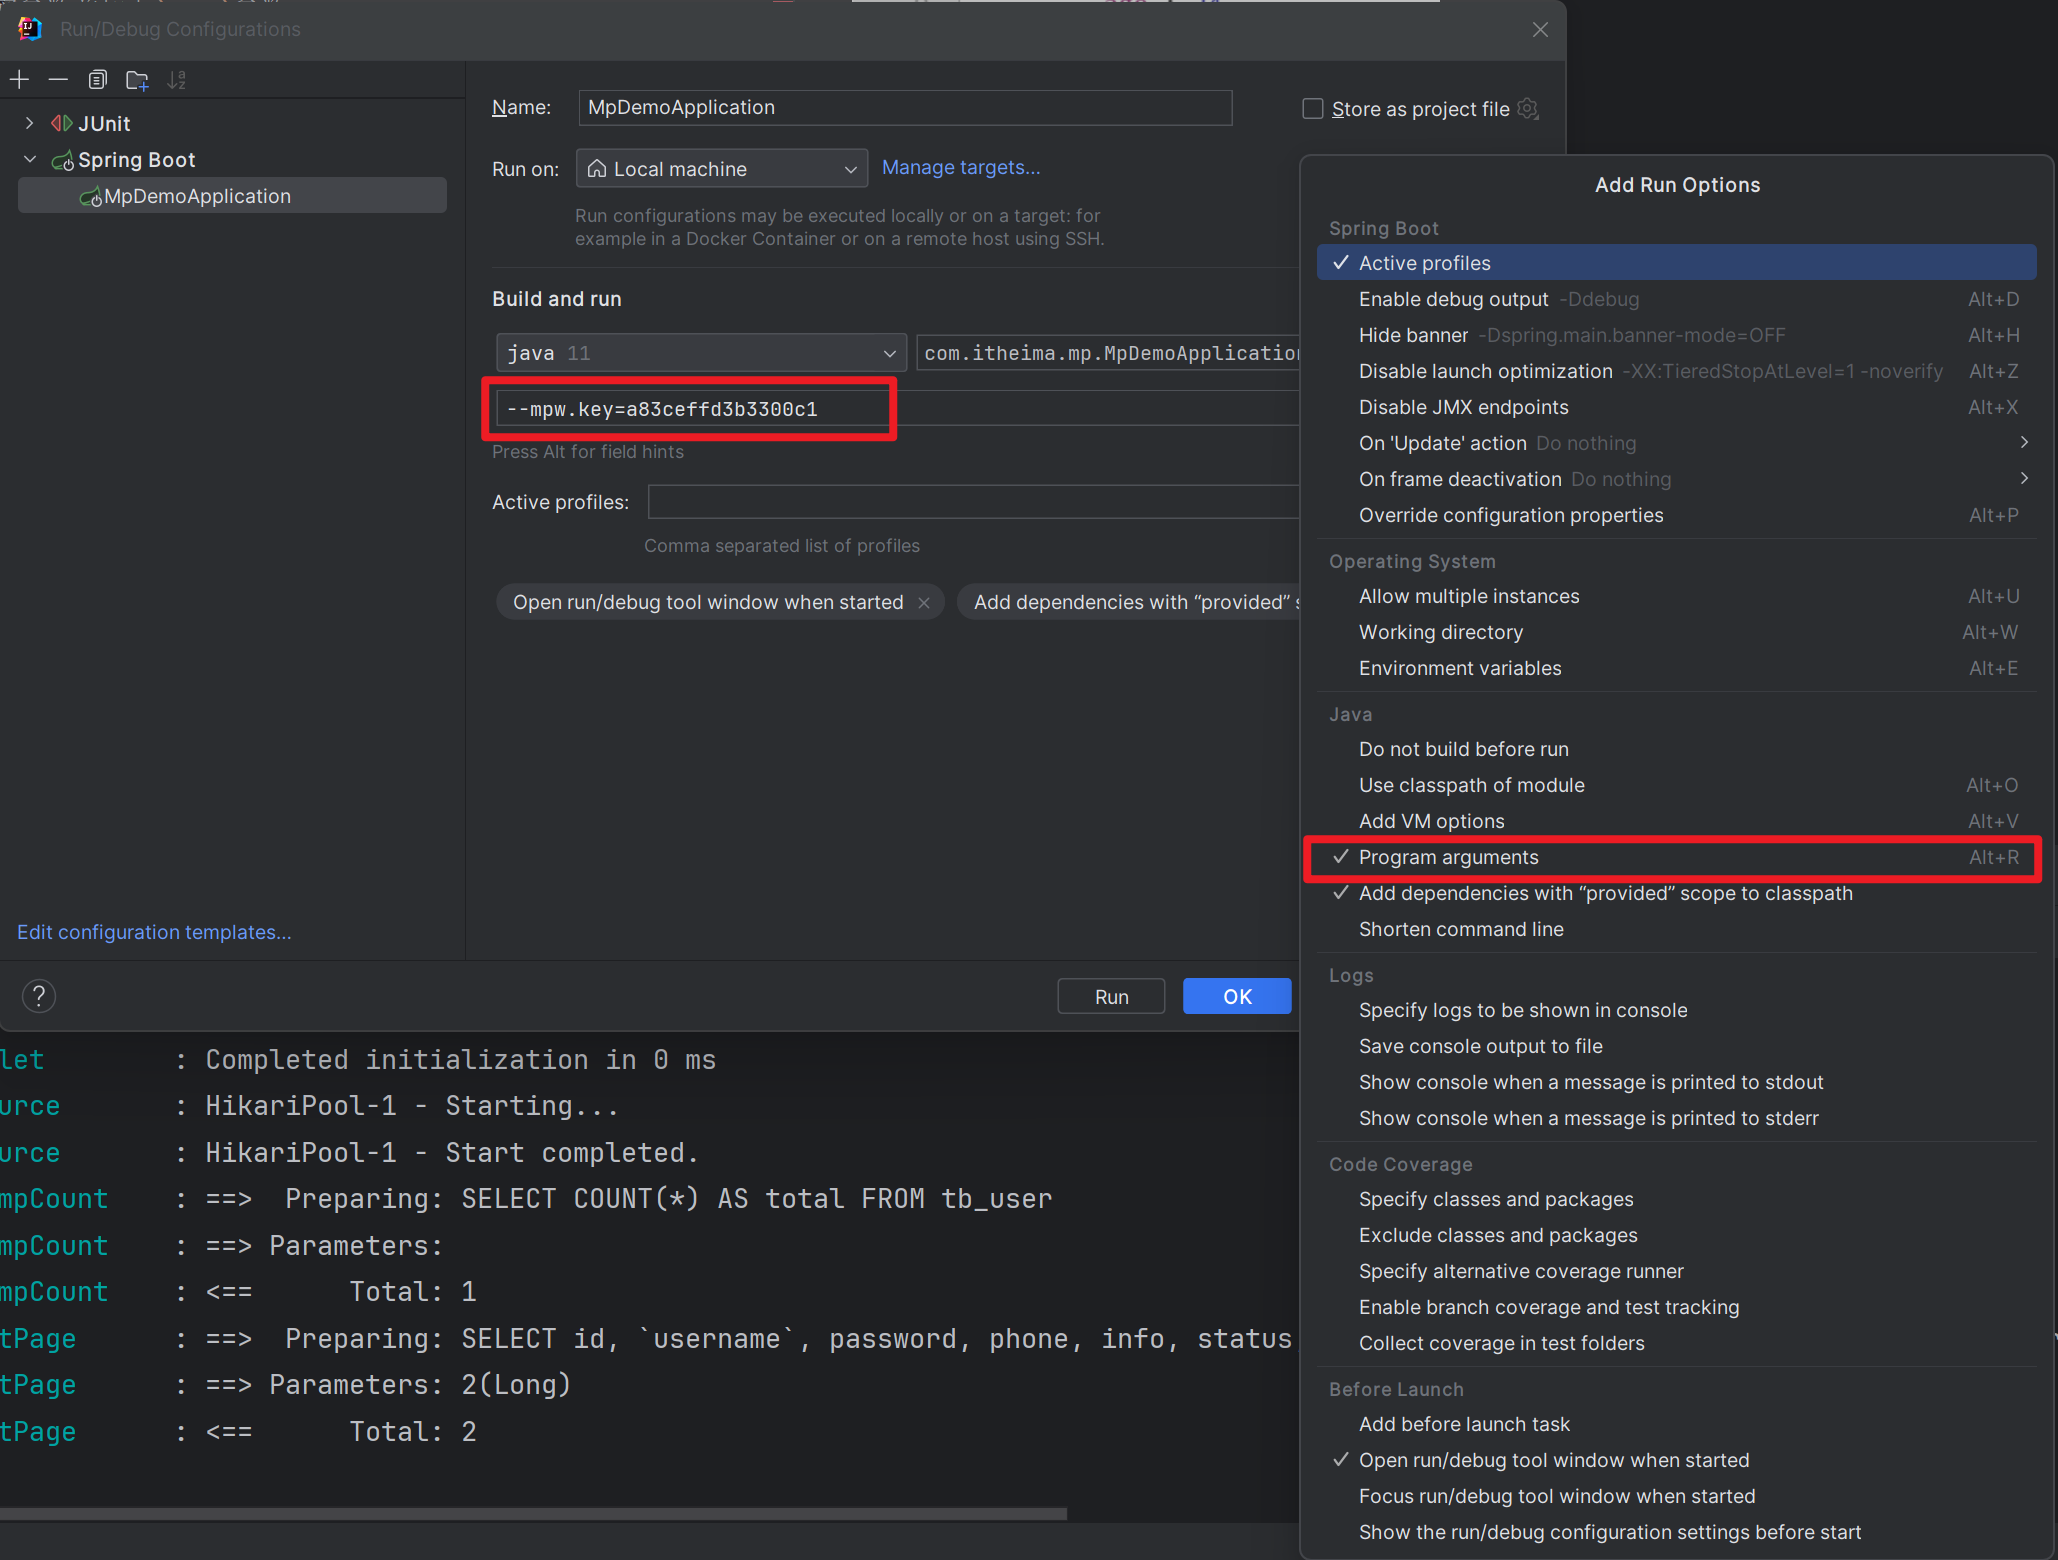 Run/Debug Configurations
JUnit
Spring Boot
MpDemoApplication
Edit configuration templates...
Name:
MpDemoApplication
Store as project file
Run on:
Local machine
Manage targets...
Run configurations may be executed locally or on a target: for
example in a Docker Container or on a remote host using SSH.
Build and run
java 11
com.itheima.mp.MpDemoApplication
--mpw.key=a83ceffd3b3300c1
Press Alt for field hints
Active profiles:
Comma separated list of profiles
Open run/debug tool window when started
Add dependencies with “provided”
?
Run
OK
Add Run Options
Spring Boot
Active profiles
Enable debug output -Ddebug Alt+D
Hide banner -Dspring.main.banner-mode=OFF Alt+H
Disable launch optimization -XX:TieredStopAtLevel=1 -noverify Alt+Z
Disable JMX endpoints Alt+X
On 'Update' action Do nothing
On frame deactivation Do nothing
Override configuration properties Alt+P
Operating System
Allow multiple instances Alt+U
Working directory Alt+W
Environment variables Alt+E
Java
Do not build before run
Use classpath of module Alt+O
Add VM options Alt+V
Program arguments Alt+R
Add dependencies with “provided” scope to classpath
Shorten command line
Logs
Specify logs to be shown in console
Save console output to file
Show console when a message is printed to stdout
Show console when a message is printed to stderr
Code Coverage
Specify classes and packages
Exclude classes and packages
Specify alternative coverage runner
Enable branch coverage and test tracking
Collect coverage in test folders
Before Launch
Add before launch task
Open run/debug tool window when started
Focus run/debug tool window when started
Show the run/debug configuration settings before start
let : Completed initialization in 0 ms
urce : HikariPool-1 - Starting...
urce : HikariPool-1 - Start completed.
mpCount : ==> Preparing: SELECT COUNT(*) AS total FROM tb_user
mpCount : ==> Parameters:
mpCount : <== Total: 1
tPage : ==> Preparing: SELECT id, `username`, password, phone, info, status
tPage : ==> Parameters: 2(Long)
tPage : <== Total: 2